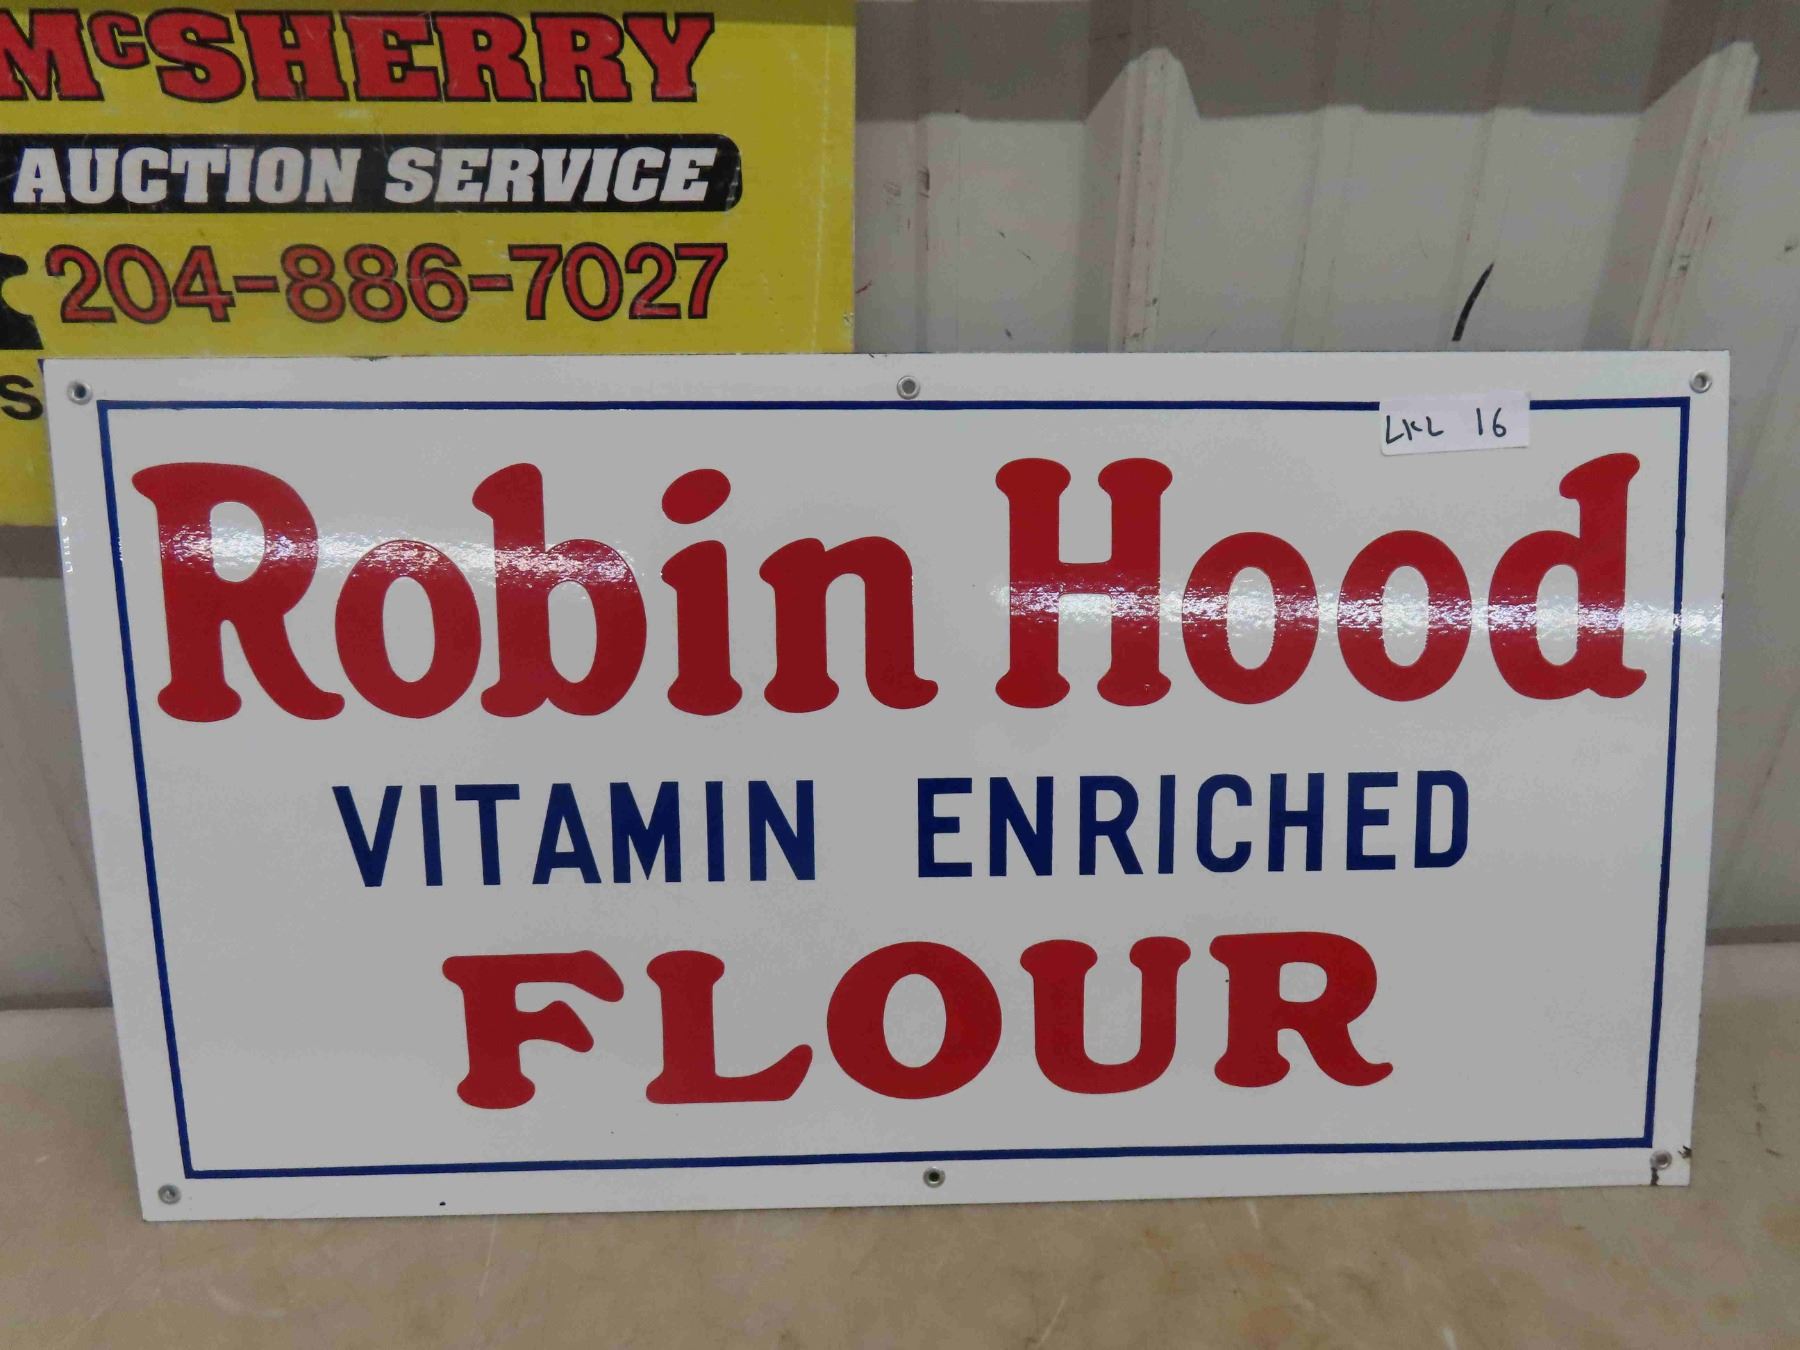 McSHERRY
AUCTION SERVICE
204-886-7027
S
LKL 16
Robin Hood
VITAMIN ENRICHED
FLOUR